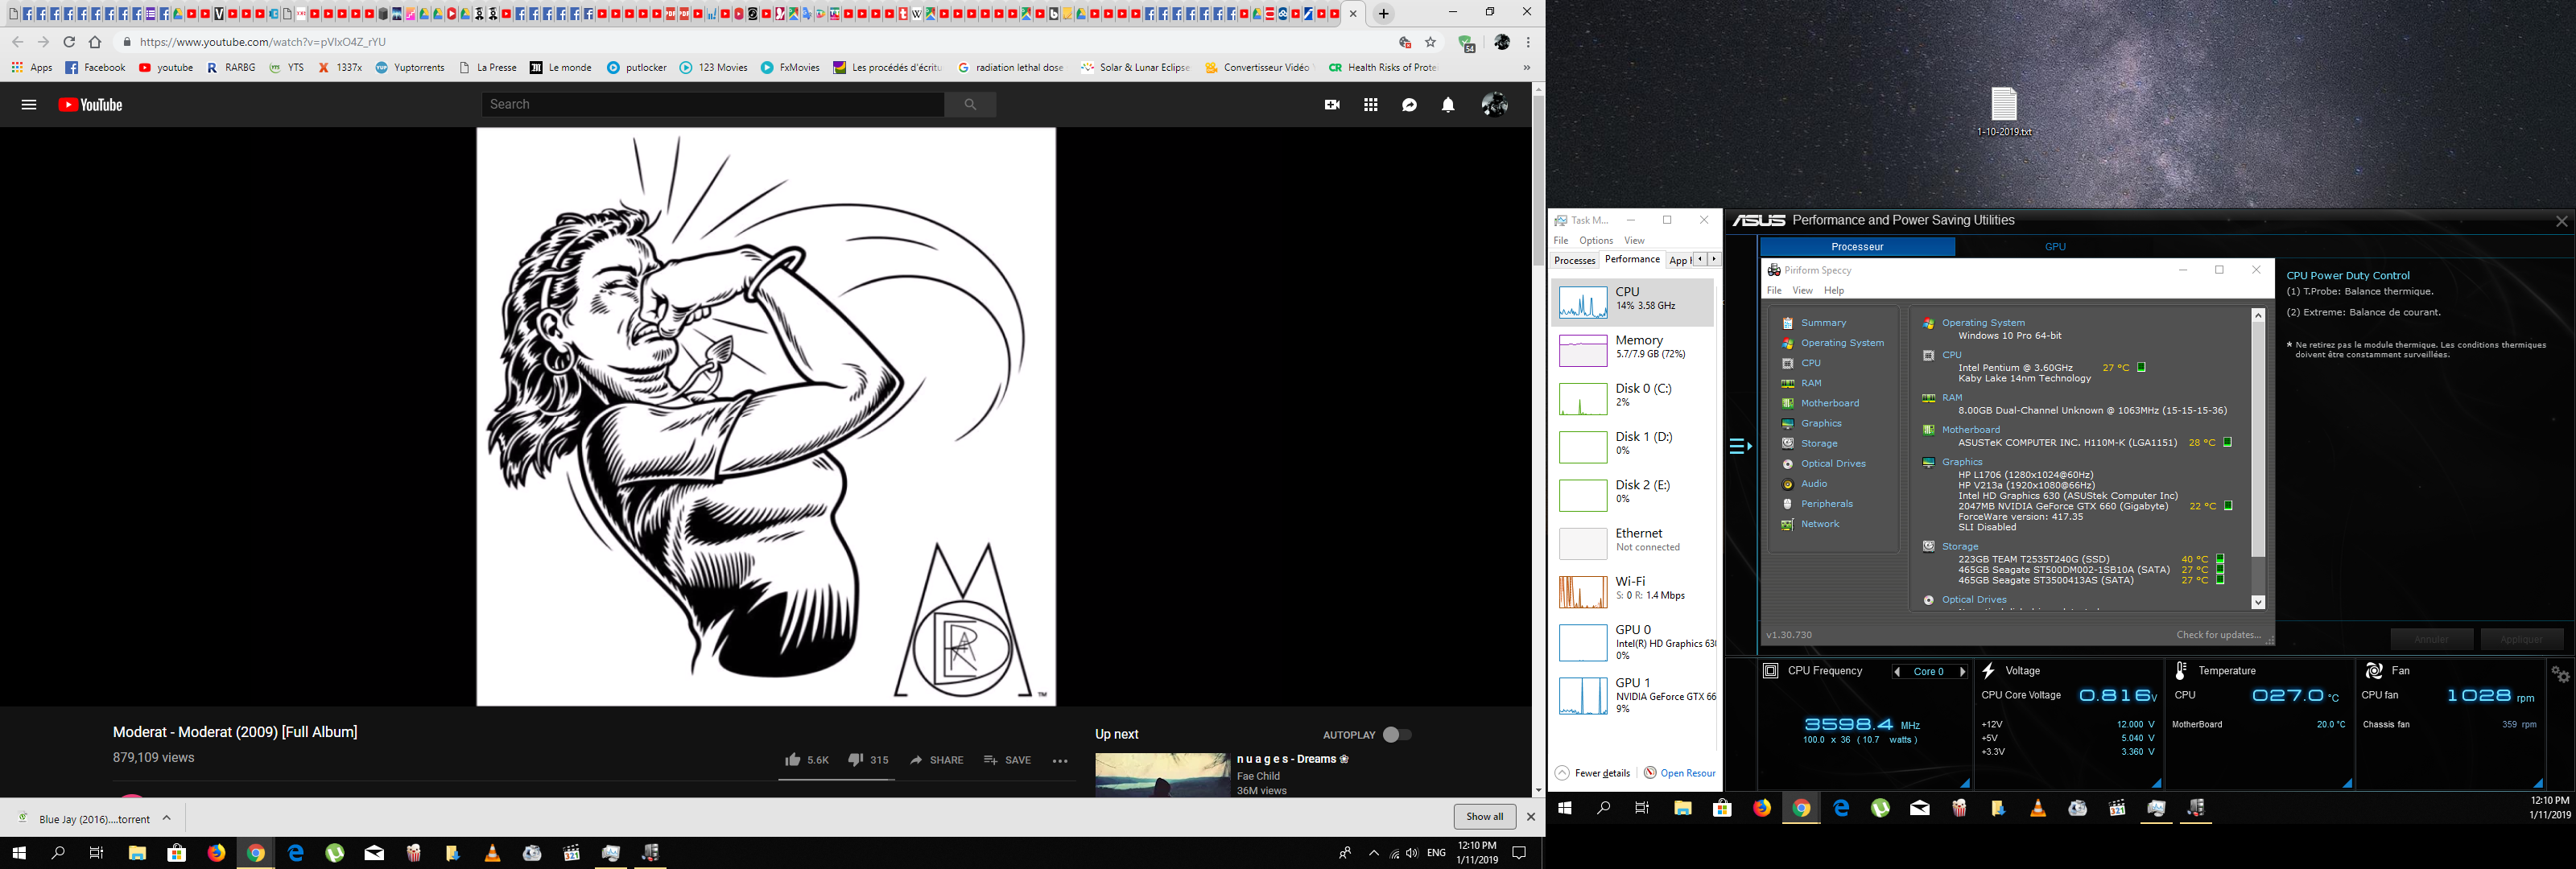 https://www.youtube.com/watch?v=pVIxO4Z_rYU
54
Apps
Facebook
youtube
RARBG
YTS
1337x
Yuptorrents
La Presse
Le monde
putlocker
123 Movies
FxMovies
Les procédés d'écritu
radiation lethal dose
Solar & Lunar Eclipse
Convertisseur Vidéo
Health Risks of Prote
YouTube
Search
Moderat - Moderat (2009) [Full Album]
879,109 views
5.6K
315
SHARE
SAVE
Up next
AUTOPLAY
n u a g e s - Dreams ❀
Fae Child
36M views
Blue Jay (2016)....torrent
Show all
ENG
12:10 PM
1/11/2019
1-10-2019.txt
Task M...
File Options View
Processes Performance App h
CPU
14% 3.58 GHz
Memory
5.7/7.9 GB (72%)
Disk 0 (C:)
2%
Disk 1 (D:)
0%
Disk 2 (E:)
0%
Ethernet
Not connected
Wi-Fi
S: 0 R: 1.4 Mbps
GPU 0
Intel(R) HD Graphics 630
0%
GPU 1
NVIDIA GeForce GTX 66
9%
Fewer details
Open Resour
ASUS Performance and Power Saving Utilities
Processeur
GPU
Piriform Speccy
File View Help
Summary
Operating System
CPU
RAM
Motherboard
Graphics
Storage
Optical Drives
Audio
Peripherals
Network
Operating System
Windows 10 Pro 64-bit
CPU
Intel Pentium @ 3.60GHz 27 °C
Kaby Lake 14nm Technology
RAM
8.00GB Dual-Channel Unknown @ 1063MHz (15-15-15-36)
Motherboard
ASUSTeK COMPUTER INC. H110M-K (LGA1151) 28 °C
Graphics
HP L1706 (1280x1024@60Hz)
HP V213a (1920x1080@66Hz)
Intel HD Graphics 630 (ASUStek Computer Inc)
2047MB NVIDIA GeForce GTX 660 (Gigabyte) 22 °C
ForceWare version: 417.35
SLI Disabled
Storage
223GB TEAM T2535T240G (SSD) 40 °C
465GB Seagate ST500DM002-1SB10A (SATA) 27 °C
465GB Seagate ST3500413AS (SATA) 27 °C
Optical Drives
v1.30.730
Check for updates...
CPU Power Duty Control
(1) T.Probe: Balance thermique.
(2) Extreme: Balance de courant.
* Ne retirez pas le module thermique. Les conditions thermiques
doivent être constamment surveillées.
Annuler
Appliquer
CPU Frequency
Core 0
3598.4 MHz
100.0 x 36 (10.7 watts)
Voltage
CPU Core Voltage 0.816V
+12V 12.000 V
+5V 5.040 V
+3.3V 3.360 V
Temperature
CPU 027.0 °C
MotherBoard 20.0 °C
Fan
CPU fan 1028 rpm
Chassis fan 359 rpm
12:10 PM
1/11/2019